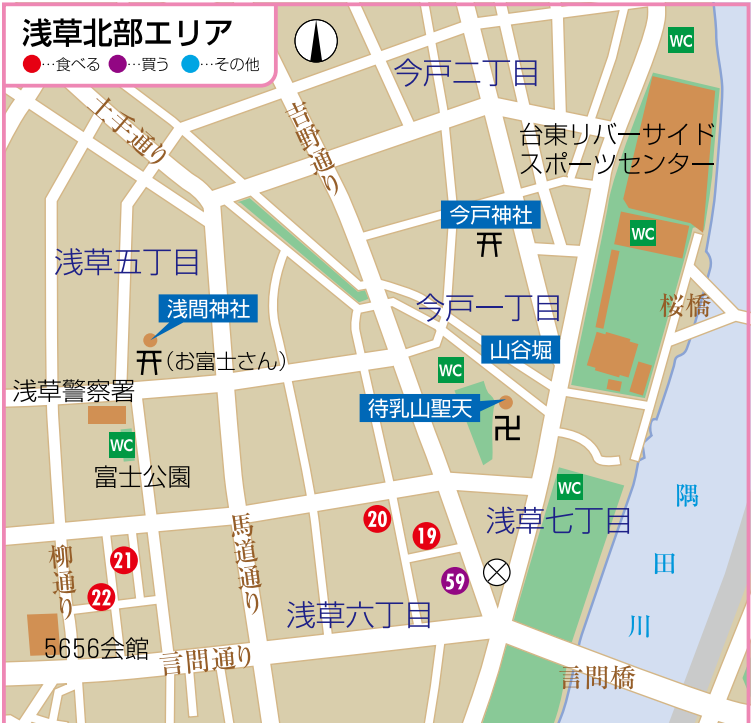 浅草北部エリア
●…食べる ●…買う ●…その他
WC
今戸二丁目
土手通り
吉野通り
台東リバーサイド
スポーツセンター
今戸神社
WC
浅草五丁目
浅間神社
(お富士さん)
今戸一丁目
桜橋
山谷堀
WC
浅草警察署
待乳山聖天
卍
WC
富士公園
WC
隅田川
浅草七丁目
20
19
馬道通り
柳通り
21
22
59
浅草六丁目
5656会館
言問通り
言問橋